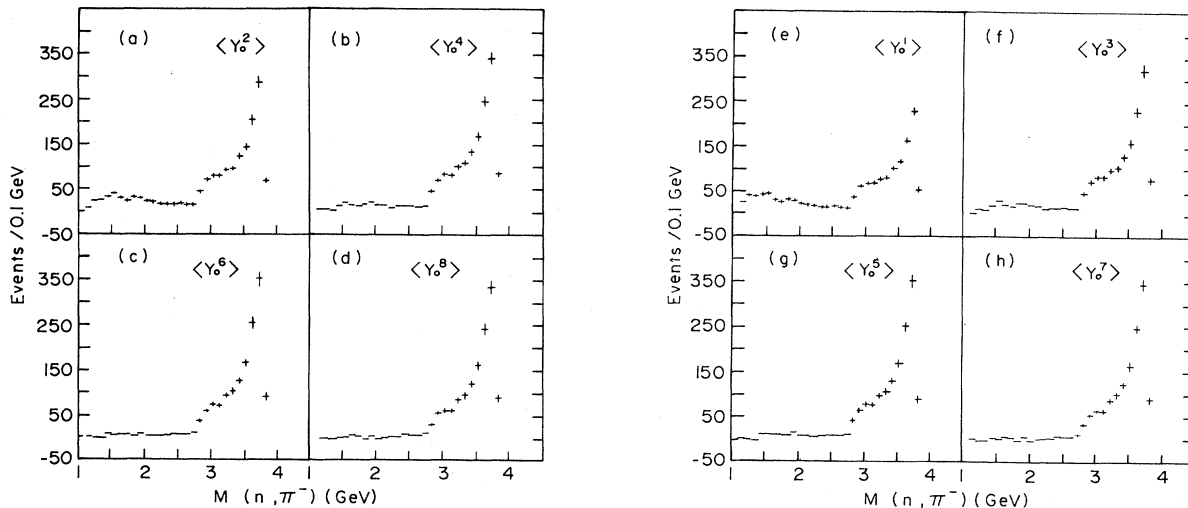 (a)
⟨Y₀²⟩
(b)
⟨Y₀⁴⟩
350
250
150
50
-50
(c)
⟨Y₀⁶⟩
(d)
⟨Y₀⁸⟩
350
250
150
50
-50
Events/0.1 GeV
1 2 3 4 2 3 4
M (n,π⁻) (GeV)
(e)
⟨Y₀¹⟩
(f)
⟨Y₀³⟩
350
250
150
50
-50
(g)
⟨Y₀⁵⟩
(h)
⟨Y₀⁷⟩
350
250
150
50
-50
Events/0.1 GeV
1 2 3 4 2 3 4
M (n,π⁻) (GeV)